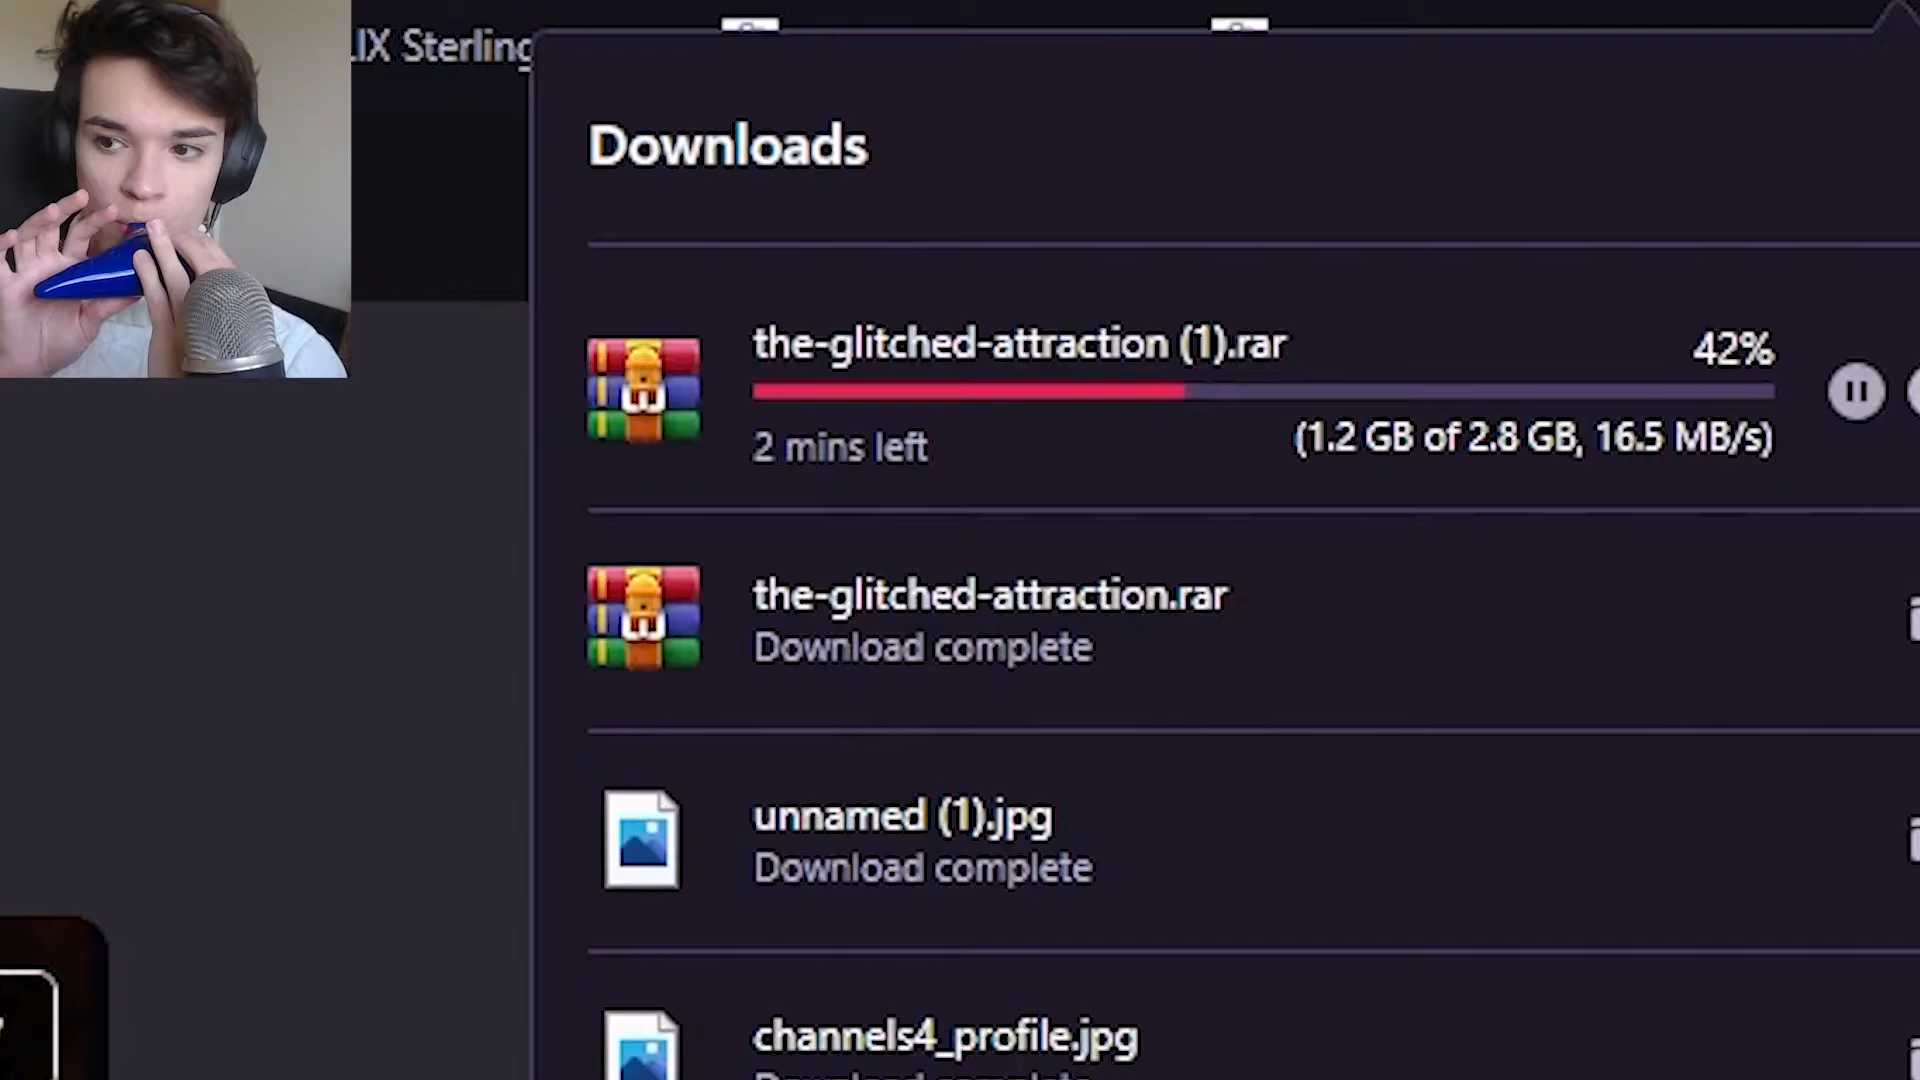 LIX Sterling
Downloads
the-glitched-attraction (1).rar
42%
2 mins left
(1.2 GB of 2.8 GB, 16.5 MB/s)
the-glitched-attraction.rar
Download complete
unnamed (1).jpg
Download complete
channels4_profile.jpg